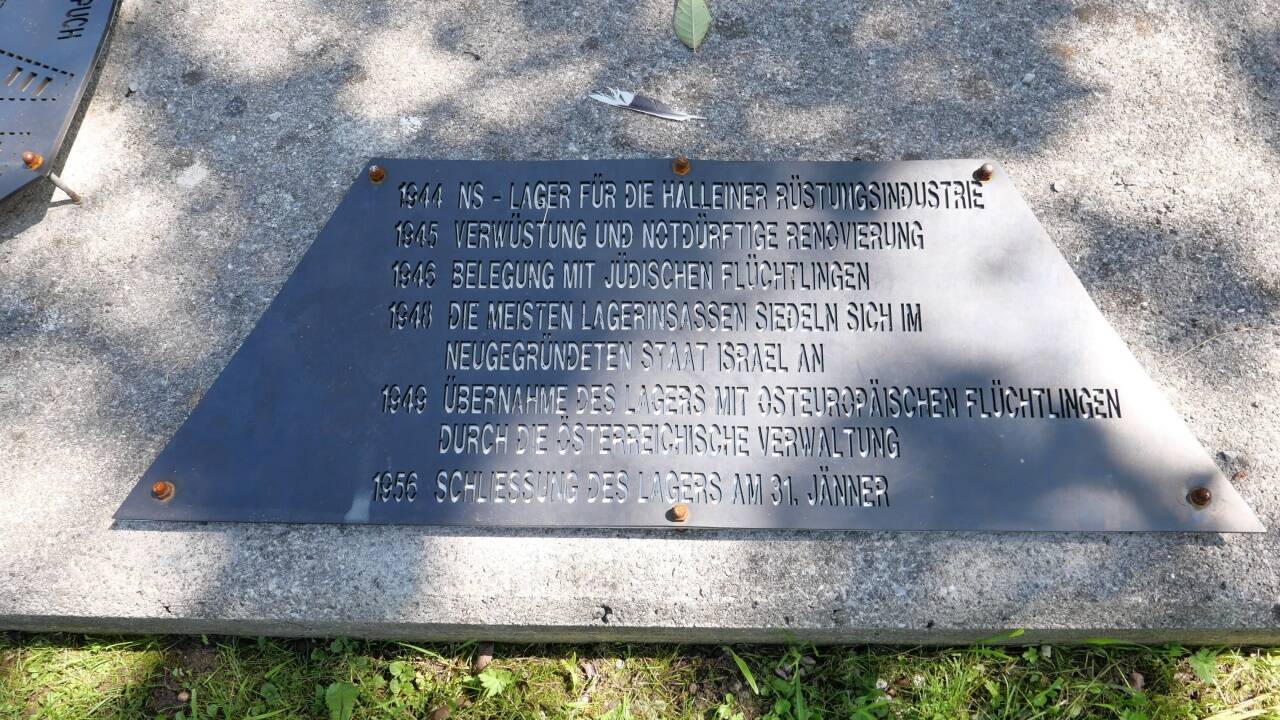 PUCH
1944 NS - LAGER FÜR DIE HALLEINER RÜSTUNGSINDUSTRIE
1945 VERWÜSTUNG UND NOTDÜRFTIGE RENOVIERUNG
1946 BELEGUNG MIT JÜDISCHEN FLÜCHTLINGEN
1948 DIE MEISTEN LAGERINSASSEN SIEDELN SICH IM
NEUGEGRÜNDETEN STAAT ISRAEL AN
1949 ÜBERNAHME DES LAGERS MIT OSTEUROPÄISCHEN FLÜCHTLINGEN
DURCH DIE ÖSTERREICHISCHE VERWALTUNG
1956 SCHLIESSUNG DES LAGERS AM 31. JÄNNER